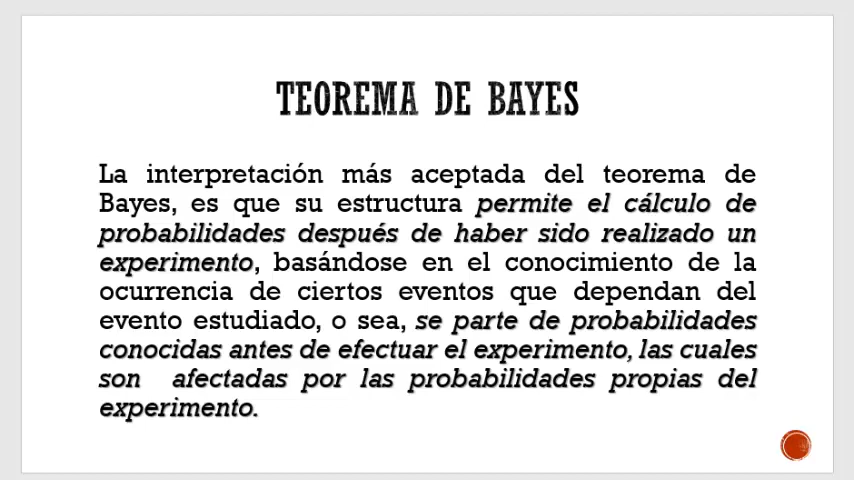 TEOREMA DE BAYES
La interpretación más aceptada del teorema de
Bayes, es que su estructura permite el cálculo de
probabilidades después de haber sido realizado un
experimento, basándose en el conocimiento de la
ocurrencia de ciertos eventos que dependan del
evento estudiado, o sea, se parte de probabilidades
conocidas antes de efectuar el experimento, las cuales
son afectadas por las probabilidades propias del
experimento.